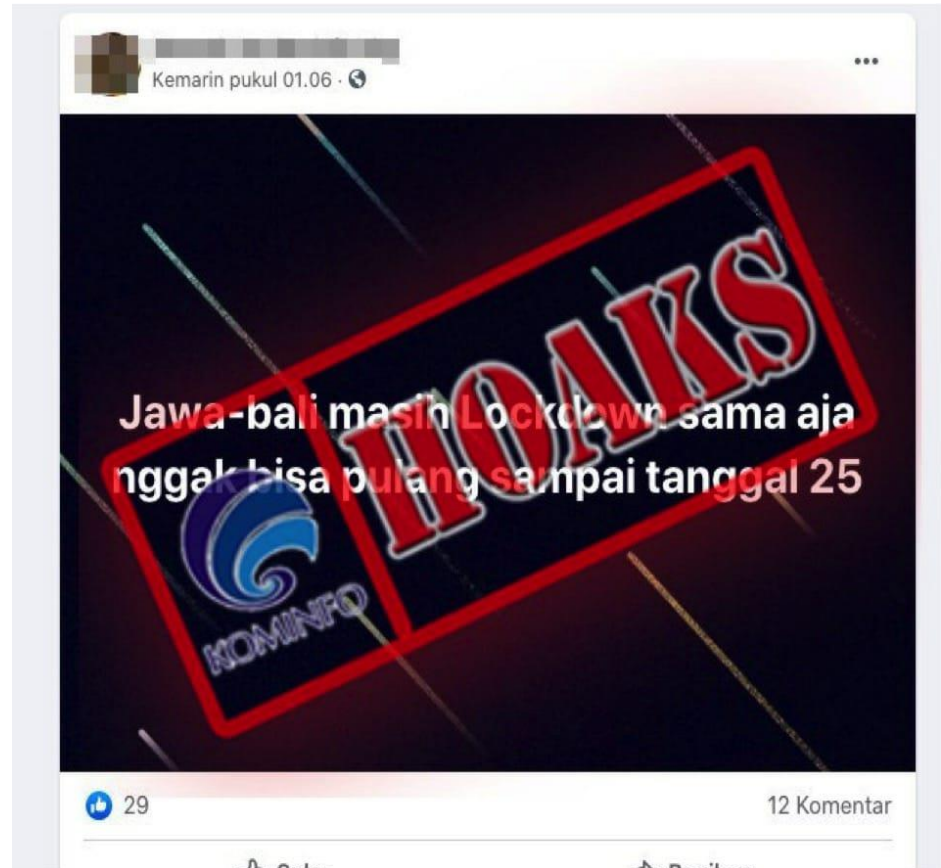 Kemarin pukul 01.06
Jawa-bali masih Lockdown sama aja
nggak bisa pulang sampai tanggal 25
HOAKS
KOMINFO
29
12 Komentar